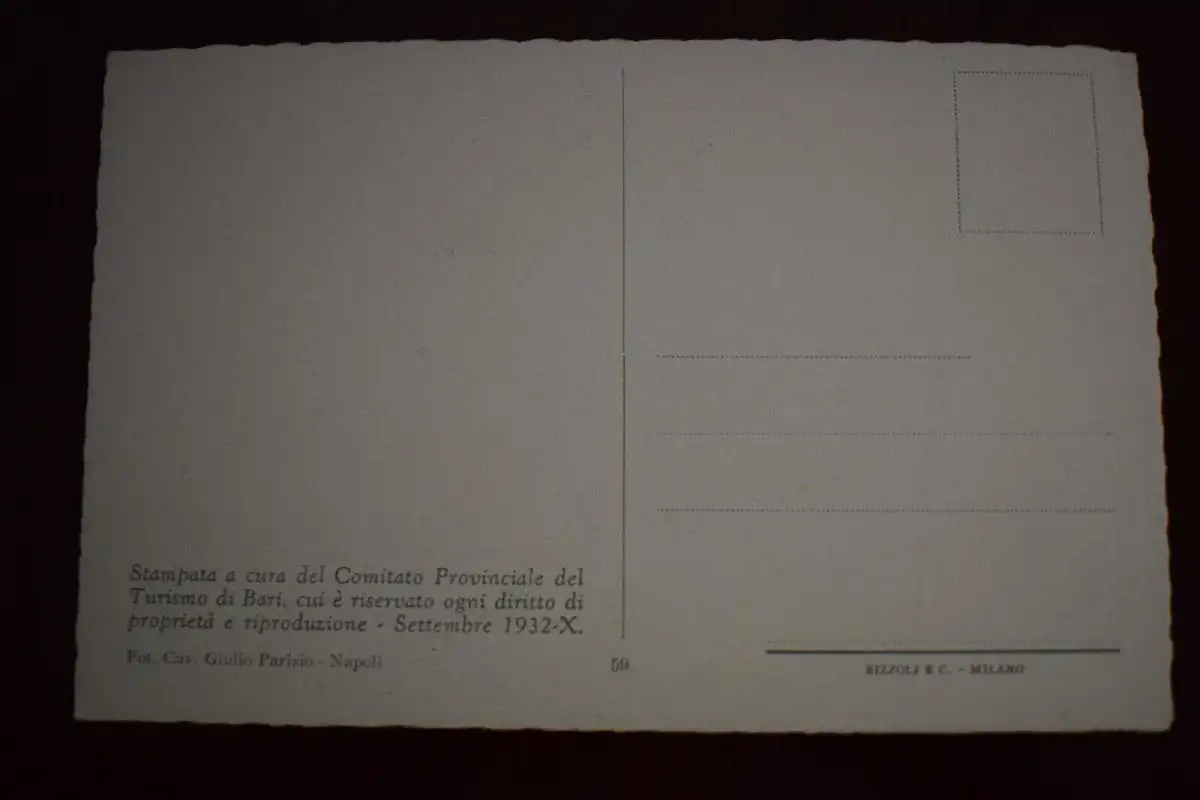 Stampata a cura del Comitato Provinciale del
Turismo di Bari, cui è riservato ogni diritto di
proprietà e riproduzione - Settembre 1932-X.
Fot. Cav. Giulio Parisio - Napoli
59
RIZZOLI E C. - MILANO